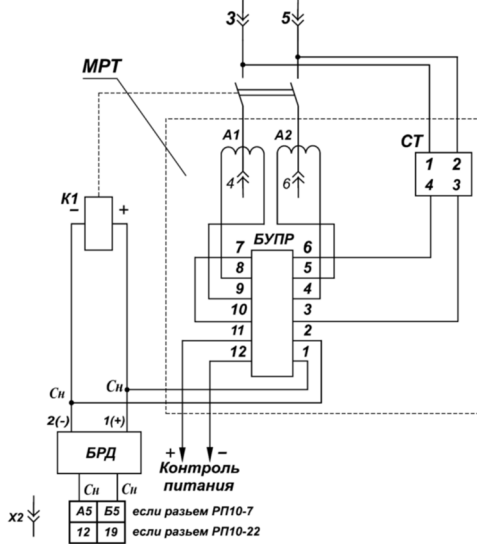 3 5
МРТ
А1 А2
СТ
1 2
4 3
4 6
К1
− +
БУПР
7 6
8 5
9 4
10 3
11 2
12 1
Сн Сн
2(-) 1(+)
БРД
+ −
Контроль
питания
Сн Сн
Х2
А5 Б5 если разьем РП10-7
12 19 если разьем РП10-22